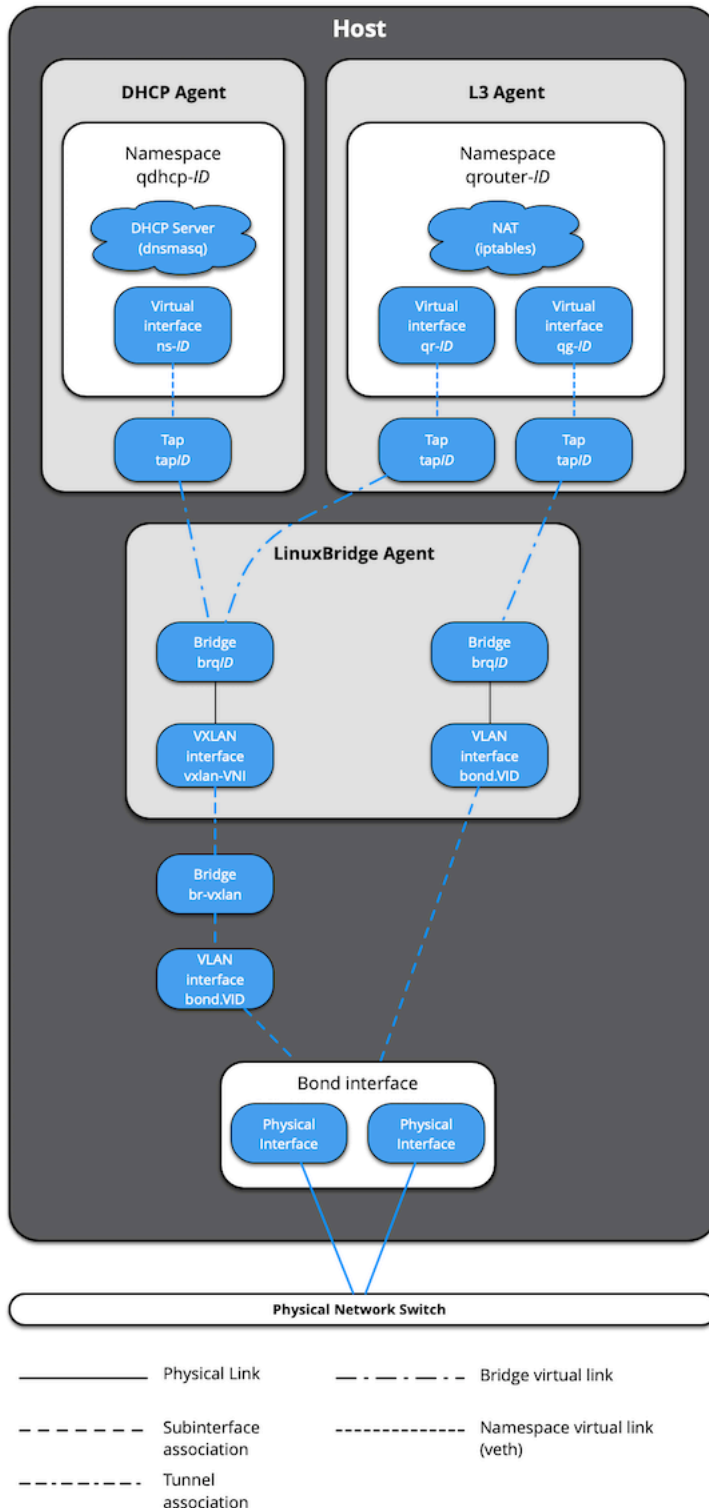 Host
DHCP Agent
Namespace
qdhcp-ID
DHCP Server
(dnsmasq)
Virtual
interface
ns-ID
Tap
tapID
L3 Agent
Namespace
qrouter-ID
NAT
(iptables)
Virtual
interface
qr-ID
Virtual
interface
qg-ID
Tap
tapID
Tap
tapID
LinuxBridge Agent
Bridge
brqID
Bridge
brqID
VXLAN
interface
vxlan-VNI
VLAN
interface
bond.VID
Bridge
br-vxlan
VLAN
interface
bond.VID
Bond interface
Physical
Interface
Physical
Interface
Physical Network Switch
Physical Link
Bridge virtual link
Subinterface
association
Namespace virtual link
(veth)
Tunnel
association